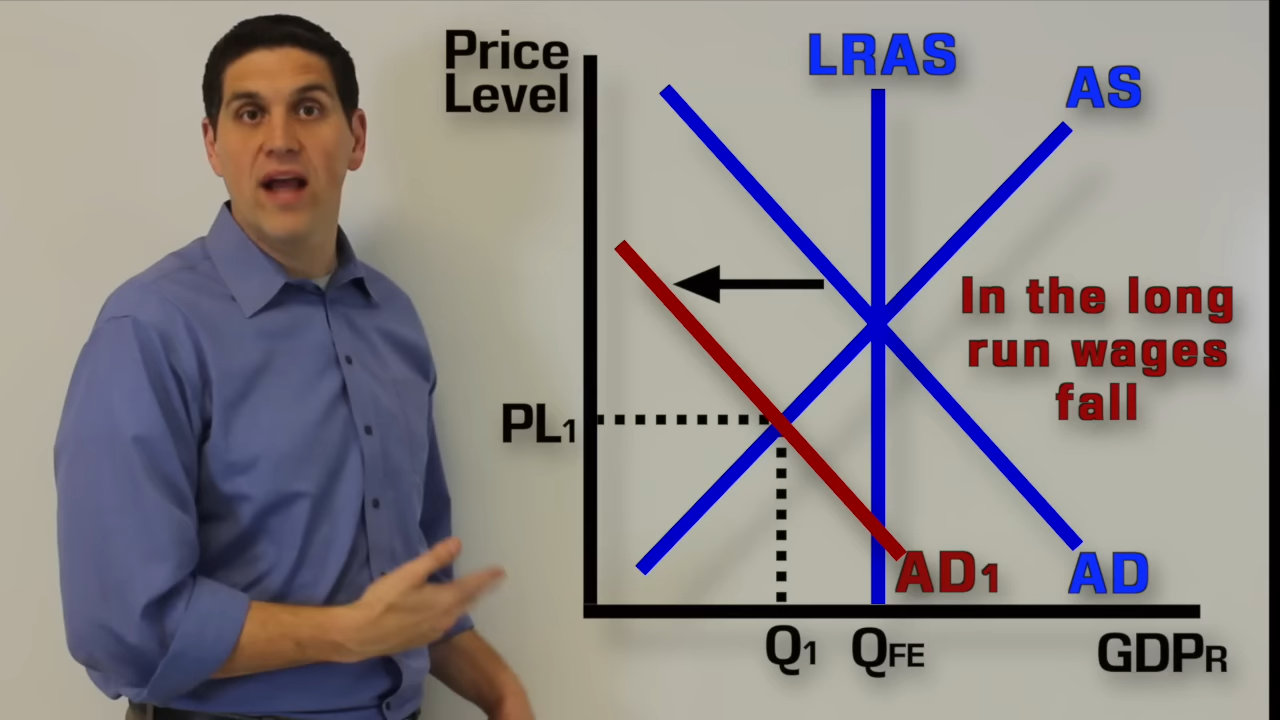 Price
Level
LRAS
AS
In the long
run wages
fall
PL1
AD1
AD
Q1
QFE
GDPR